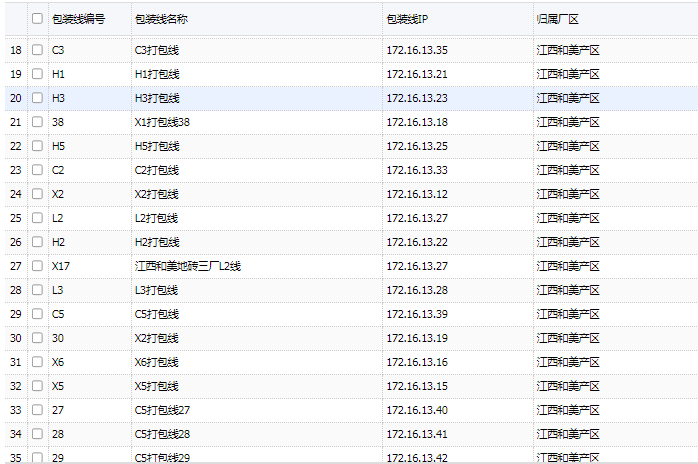 包装线编号 包装线名称 包装线IP 归属厂区
18 C3 C3打包线 172.16.13.35 江西和美产区
19 H1 H1打包线 172.16.13.21 江西和美产区
20 H3 H3打包线 172.16.13.23 江西和美产区
21 38 X1打包线38 172.16.13.18 江西和美产区
22 H5 H5打包线 172.16.13.25 江西和美产区
23 C2 C2打包线 172.16.13.33 江西和美产区
24 X2 X2打包线 172.16.13.12 江西和美产区
25 L2 L2打包线 172.16.13.27 江西和美产区
26 H2 H2打包线 172.16.13.22 江西和美产区
27 X17 江西和美地砖三厂L2线 172.16.13.27 江西和美产区
28 L3 L3打包线 172.16.13.28 江西和美产区
29 C5 C5打包线 172.16.13.39 江西和美产区
30 30 X2打包线 172.16.13.19 江西和美产区
31 X6 X6打包线 172.16.13.16 江西和美产区
32 X5 X5打包线 172.16.13.15 江西和美产区
33 27 C5打包线27 172.16.13.40 江西和美产区
34 28 C5打包线28 172.16.13.41 江西和美产区
35 29 C5打包线29 172.16.13.42 江西和美产区